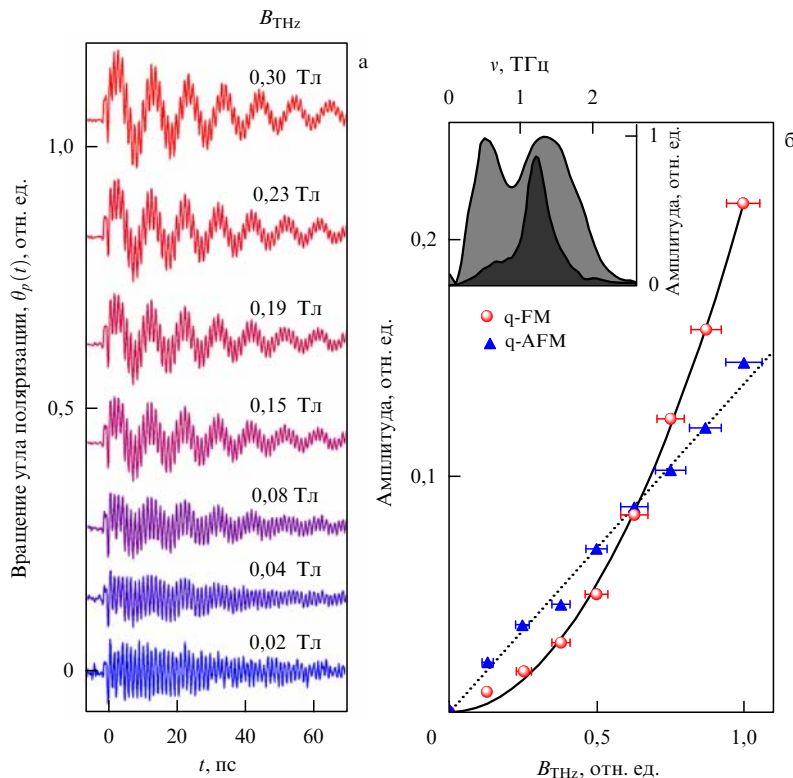 B_THz
а
0,30 Тл
0,23 Тл
0,19 Тл
0,15 Тл
0,08 Тл
0,04 Тл
0,02 Тл
Вращение угла поляризации, θ_p(t), отн. ед.
1,0
0,5
0
0 20 40 60
t, пс
б
ν, ТГц
0 1 2
1
0
Амплитуда, отн. ед.
q-FM
q-AFM
Амплитуда, отн. ед.
0,2
0,1
0 0,5 1,0
B_THz, отн. ед.